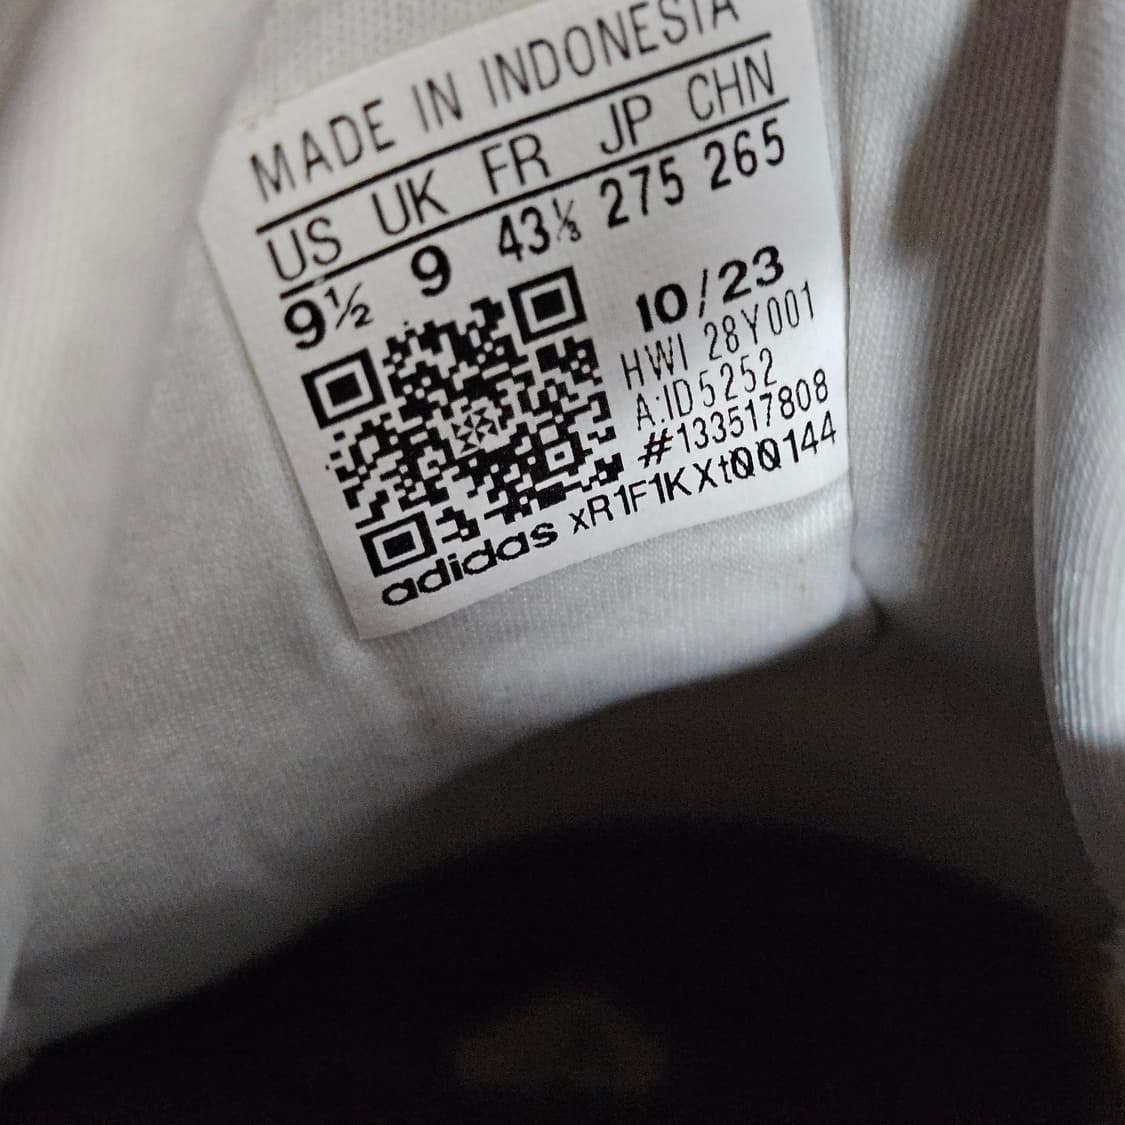 MADE IN INDONESIA
US UK FR JP CHN
9½ 9 43⅓ 275 265
10/23
HWI 28Y001
A:ID5252
#133517808
adidas xR1F1KXt00144